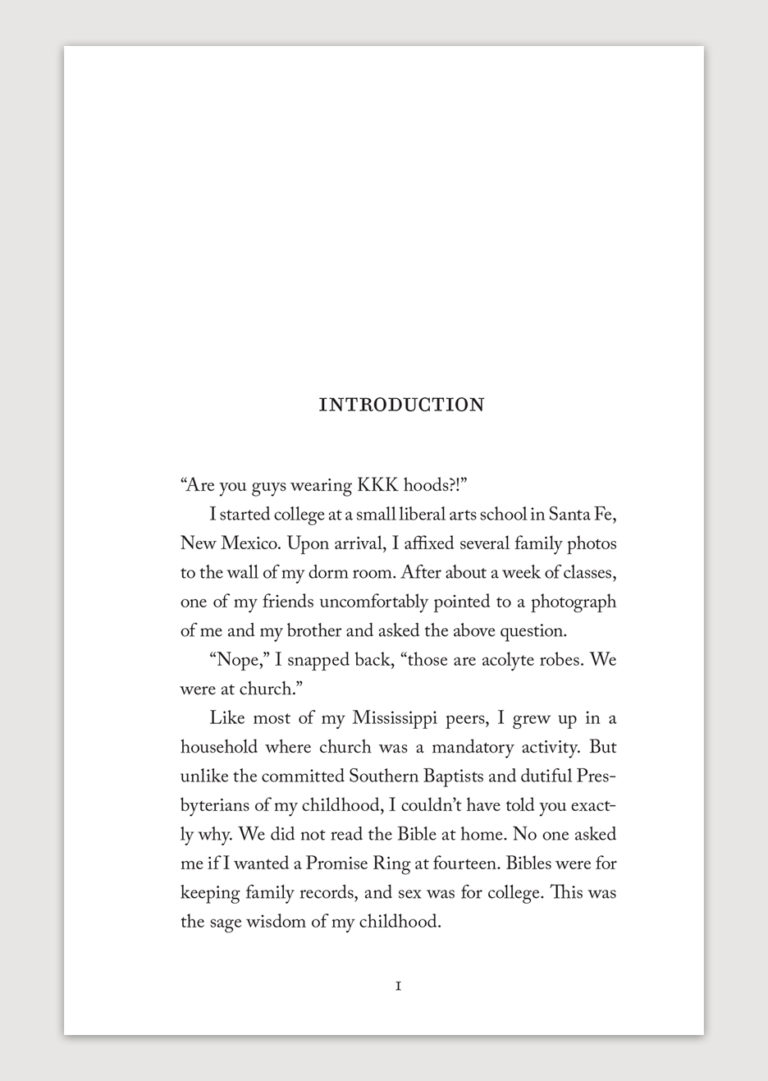 INTRODUCTION
“Are you guys wearing KKK hoods?!”
I started college at a small liberal arts school in Santa Fe,
New Mexico. Upon arrival, I affixed several family photos
to the wall of my dorm room. After about a week of classes,
one of my friends uncomfortably pointed to a photograph
of me and my brother and asked the above question.
“Nope,” I snapped back, “those are acolyte robes. We
were at church.”
Like most of my Mississippi peers, I grew up in a
household where church was a mandatory activity. But
unlike the committed Southern Baptists and dutiful Pres-
byterians of my childhood, I couldn’t have told you exact-
ly why. We did not read the Bible at home. No one asked
me if I wanted a Promise Ring at fourteen. Bibles were for
keeping family records, and sex was for college. This was
the sage wisdom of my childhood.
1